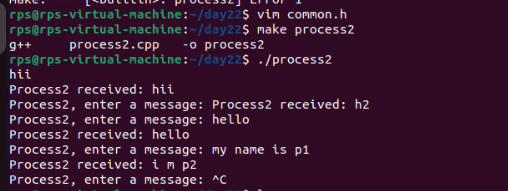 make: *** [<builtin>: process2] Error 1
rps@rps-virtual-machine:~/day22$ vim common.h
rps@rps-virtual-machine:~/day22$ make process2
g++     process2.cpp   -o process2
rps@rps-virtual-machine:~/day22$ ./process2
hii
Process2 received: hii
Process2, enter a message: Process2 received: h2
Process2, enter a message: hello
Process2 received: hello
Process2, enter a message: my name is p1
Process2 received: i m p2
Process2, enter a message: ^C